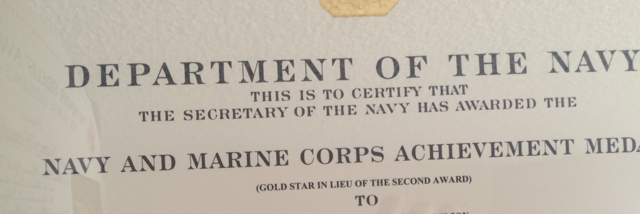 DEPARTMENT OF THE NAVY
THIS IS TO CERTIFY THAT
THE SECRETARY OF THE NAVY HAS AWARDED THE
NAVY AND MARINE CORPS ACHIEVEMENT MEDA
(GOLD STAR IN LIEU OF THE SECOND AWARD)
TO